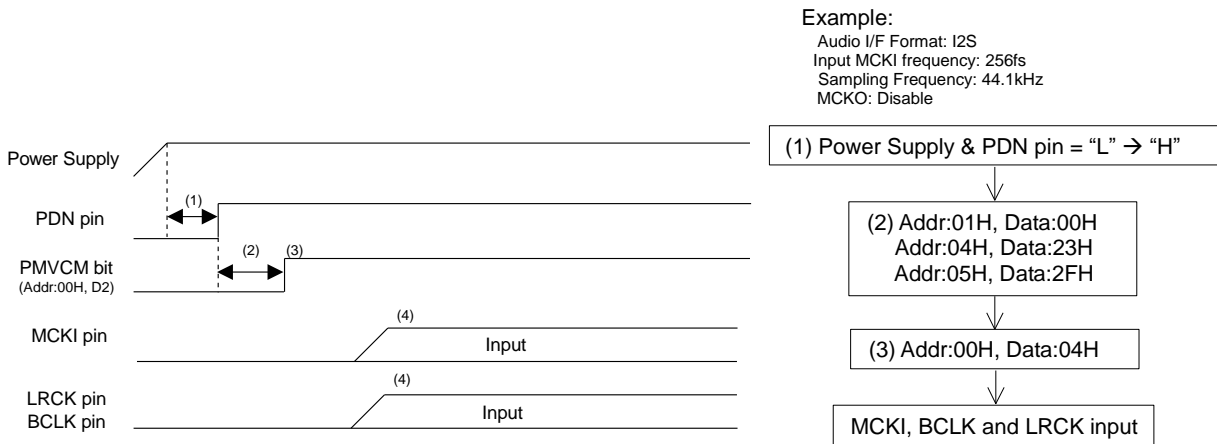 Example:
Audio I/F Format: I2S
Input MCKI frequency: 256fs
Sampling Frequency: 44.1kHz
MCKO: Disable
Power Supply
(1)
PDN pin
(2)
(3)
PMVCM bit
(Addr:00H, D2)
(4)
MCKI pin
Input
(4)
LRCK pin
BCLK pin
Input
(1) Power Supply & PDN pin = “L” → “H”
(2) Addr:01H, Data:00H
Addr:04H, Data:23H
Addr:05H, Data:2FH
(3) Addr:00H, Data:04H
MCKI, BCLK and LRCK input